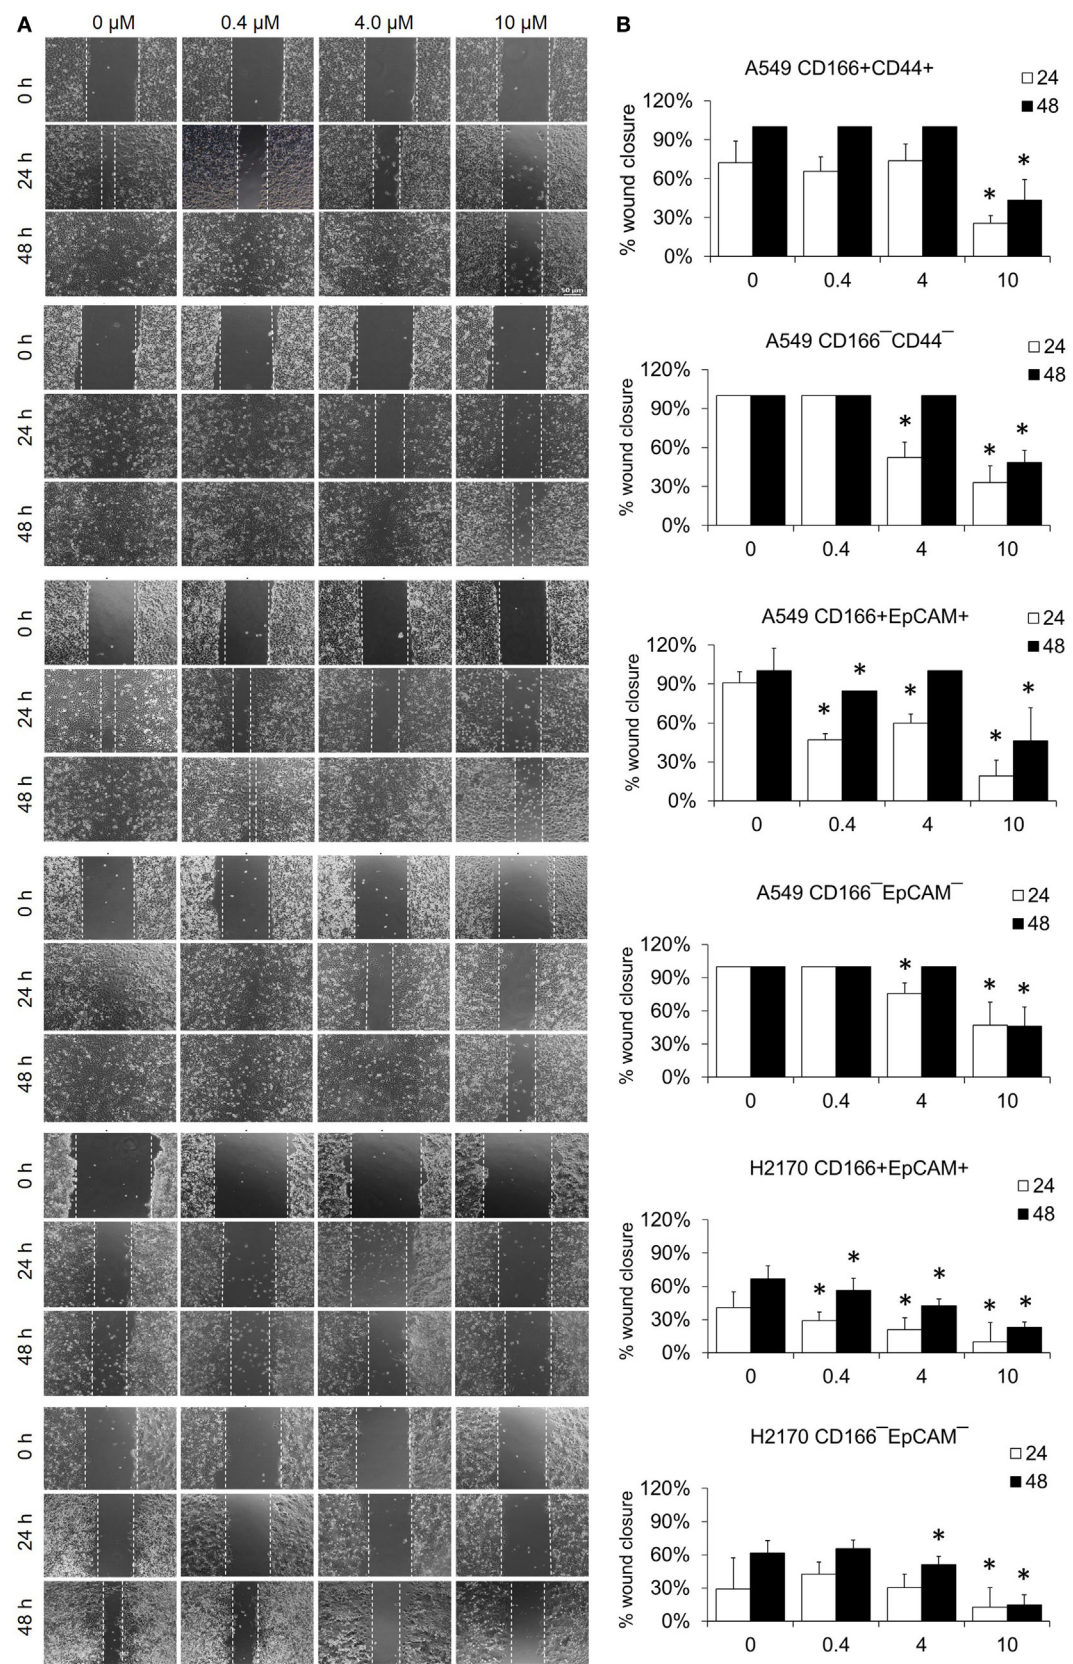 A
0 µM 0.4 µM 4.0 µM 10 µM
0 h
24 h
48 h
50 µm
0 h
24 h
48 h
0 h
24 h
48 h
0 h
24 h
48 h
0 h
24 h
48 h
0 h
24 h
48 h
B
A549 CD166+CD44+
24
48
% wound closure
120%
90%
60%
30%
0%
* *
0 0.4 4 10
A549 CD166¯CD44¯
24
48
% wound closure
120%
90%
60%
30%
0%
* * *
0 0.4 4 10
A549 CD166+EpCAM+
24
48
% wound closure
120%
90%
60%
30%
0%
* * * * *
0 0.4 4 10
A549 CD166¯EpCAM¯
24
48
% wound closure
120%
90%
60%
30%
0%
* * *
0 0.4 4 10
H2170 CD166+EpCAM+
24
48
% wound closure
120%
90%
60%
30%
0%
* * * * * *
0 0.4 4 10
H2170 CD166¯EpCAM¯
24
48
% wound closure
120%
90%
60%
30%
0%
* * *
0 0.4 4 10